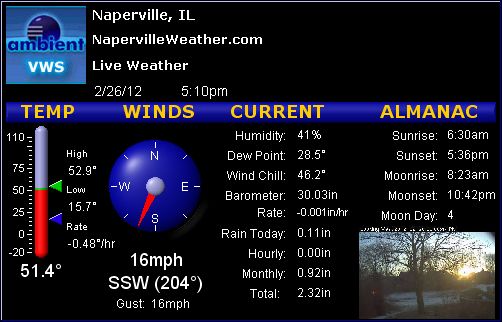 Naperville, IL
ambient
NapervilleWeather.com
VWS
Live Weather
2/26/12 5:10pm
TEMP WINDS CURRENT ALMANAC
110
75
50
25
0
-20
High
52.9°
Low
15.7°
Rate
-0.48°/hr
51.4°
N
W E
S
16mph
SSW (204°)
Gust: 16mph
Humidity: 41%
Dew Point: 28.5°
Wind Chill: 46.2°
Barometer: 30.03in
Rate: -0.001in/hr
Rain Today: 0.11in
Hourly: 0.00in
Monthly: 0.92in
Total: 2.32in
Sunrise: 6:30am
Sunset: 5:36pm
Moonrise: 8:23am
Moonset: 10:42pm
Moon Day: 4